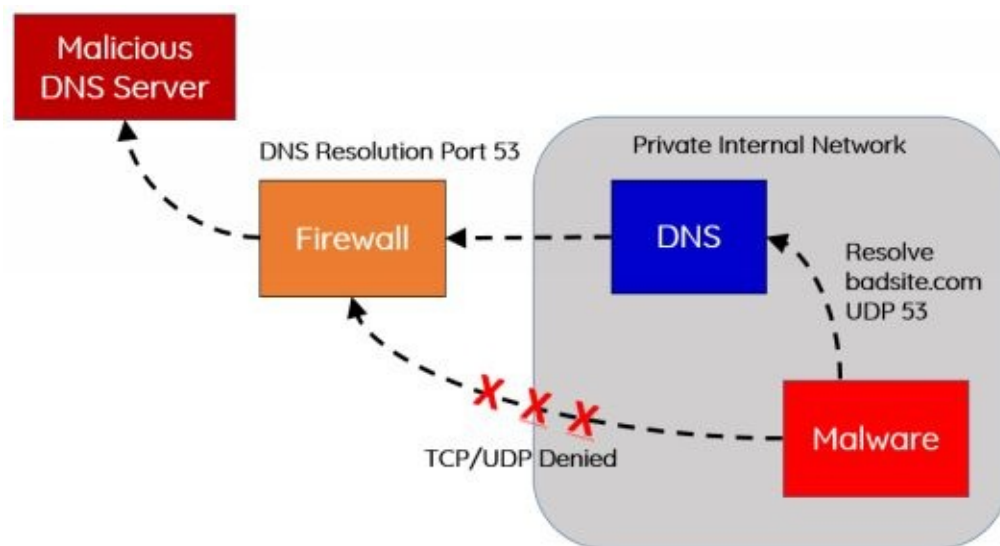 Malicious
DNS Server
DNS Resolution Port 53
Private Internal Network
Firewall
DNS
Resolve
badsite.com
UDP 53
X X X
TCP/UDP Denied
Malware